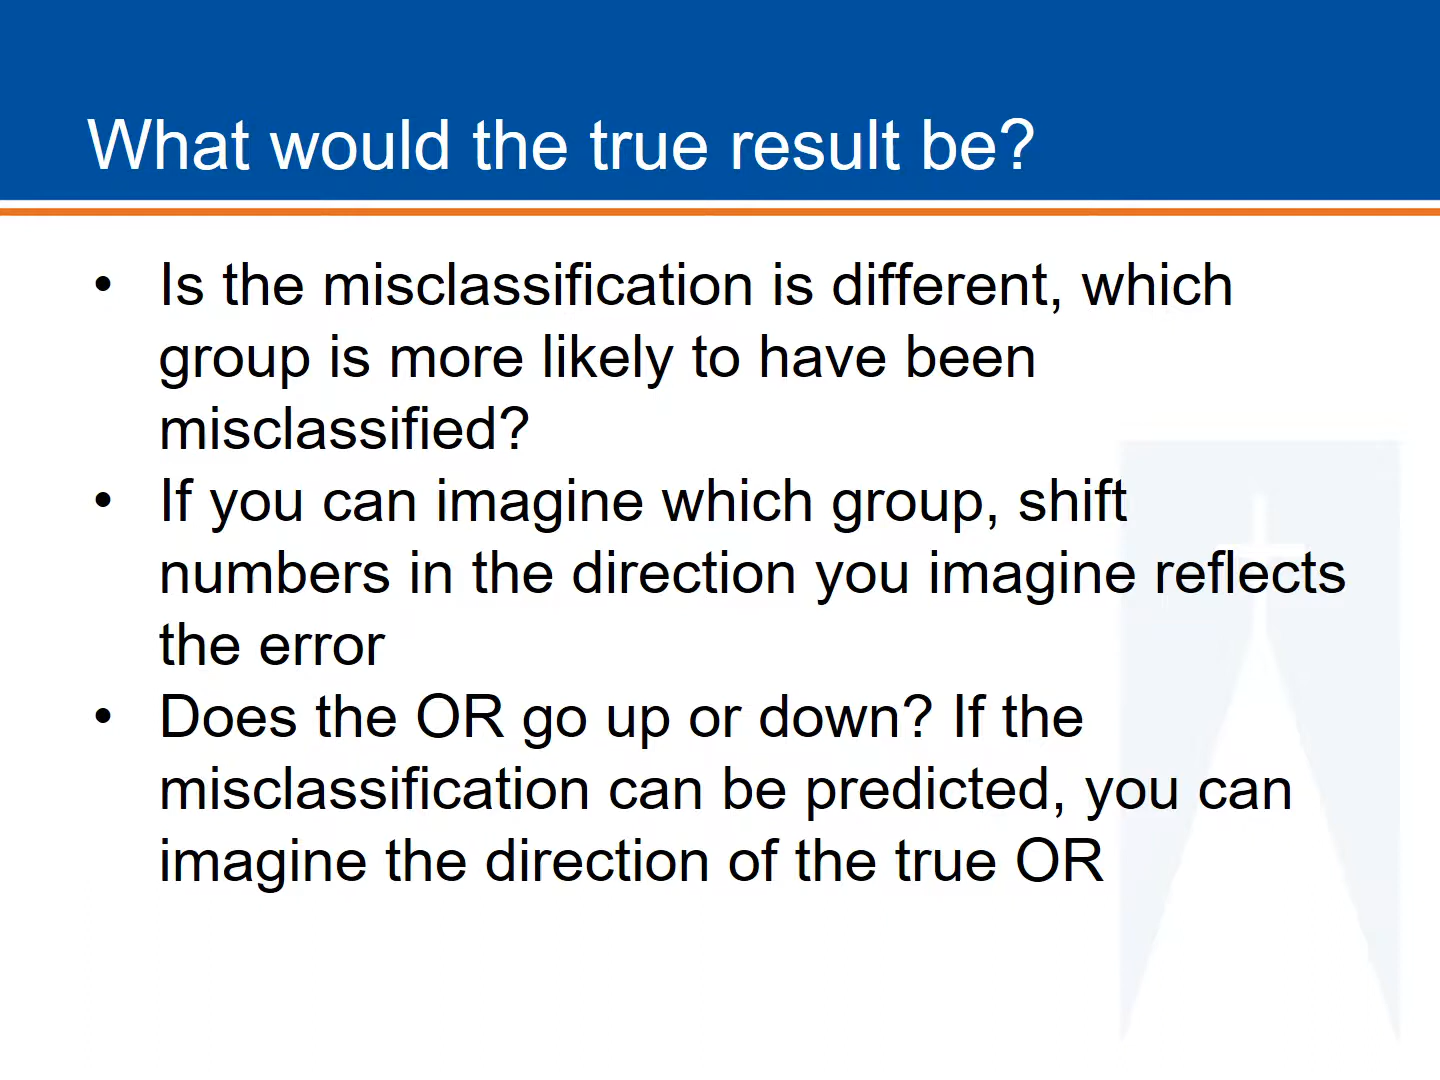 What would the true result be?
• Is the misclassification is different, which
group is more likely to have been
misclassified?
• If you can imagine which group, shift
numbers in the direction you imagine reflects
the error
• Does the OR go up or down? If the
misclassification can be predicted, you can
imagine the direction of the true OR